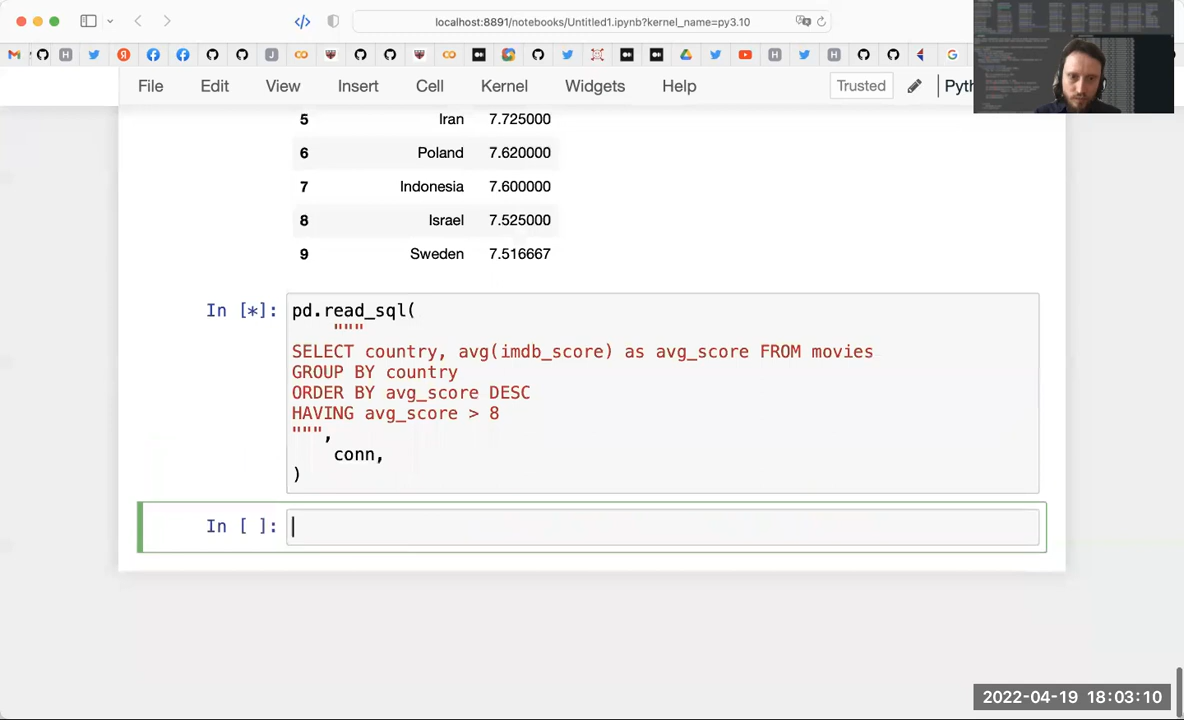 localhost:8891/notebooks/Untitled1.ipynb?kernel_name=py3.10
File Edit View Insert Cell Kernel Widgets Help Trusted
5 Iran 7.725000
6 Poland 7.620000
7 Indonesia 7.600000
8 Israel 7.525000
9 Sweden 7.516667
In [*]: pd.read_sql(
"""
SELECT country, avg(imdb_score) as avg_score FROM movies
GROUP BY country
ORDER BY avg_score DESC
HAVING avg_score > 8
""",
conn,
)
In [ ]:
2022-04-19 18:03:10